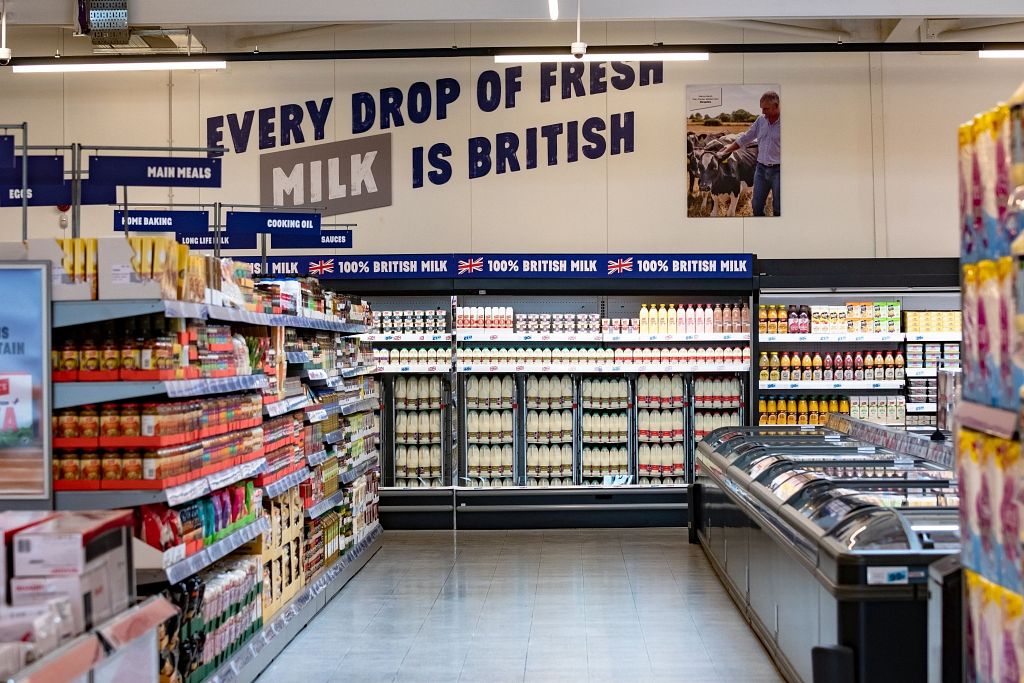 EVERY DROP OF FRESH
MILK IS BRITISH
MAIN MEALS
EGGS
HOME BAKING
COOKING OIL
LONG LIFE MILK
SAUCES
MILK
100% BRITISH MILK
100% BRITISH MILK
100% BRITISH MILK